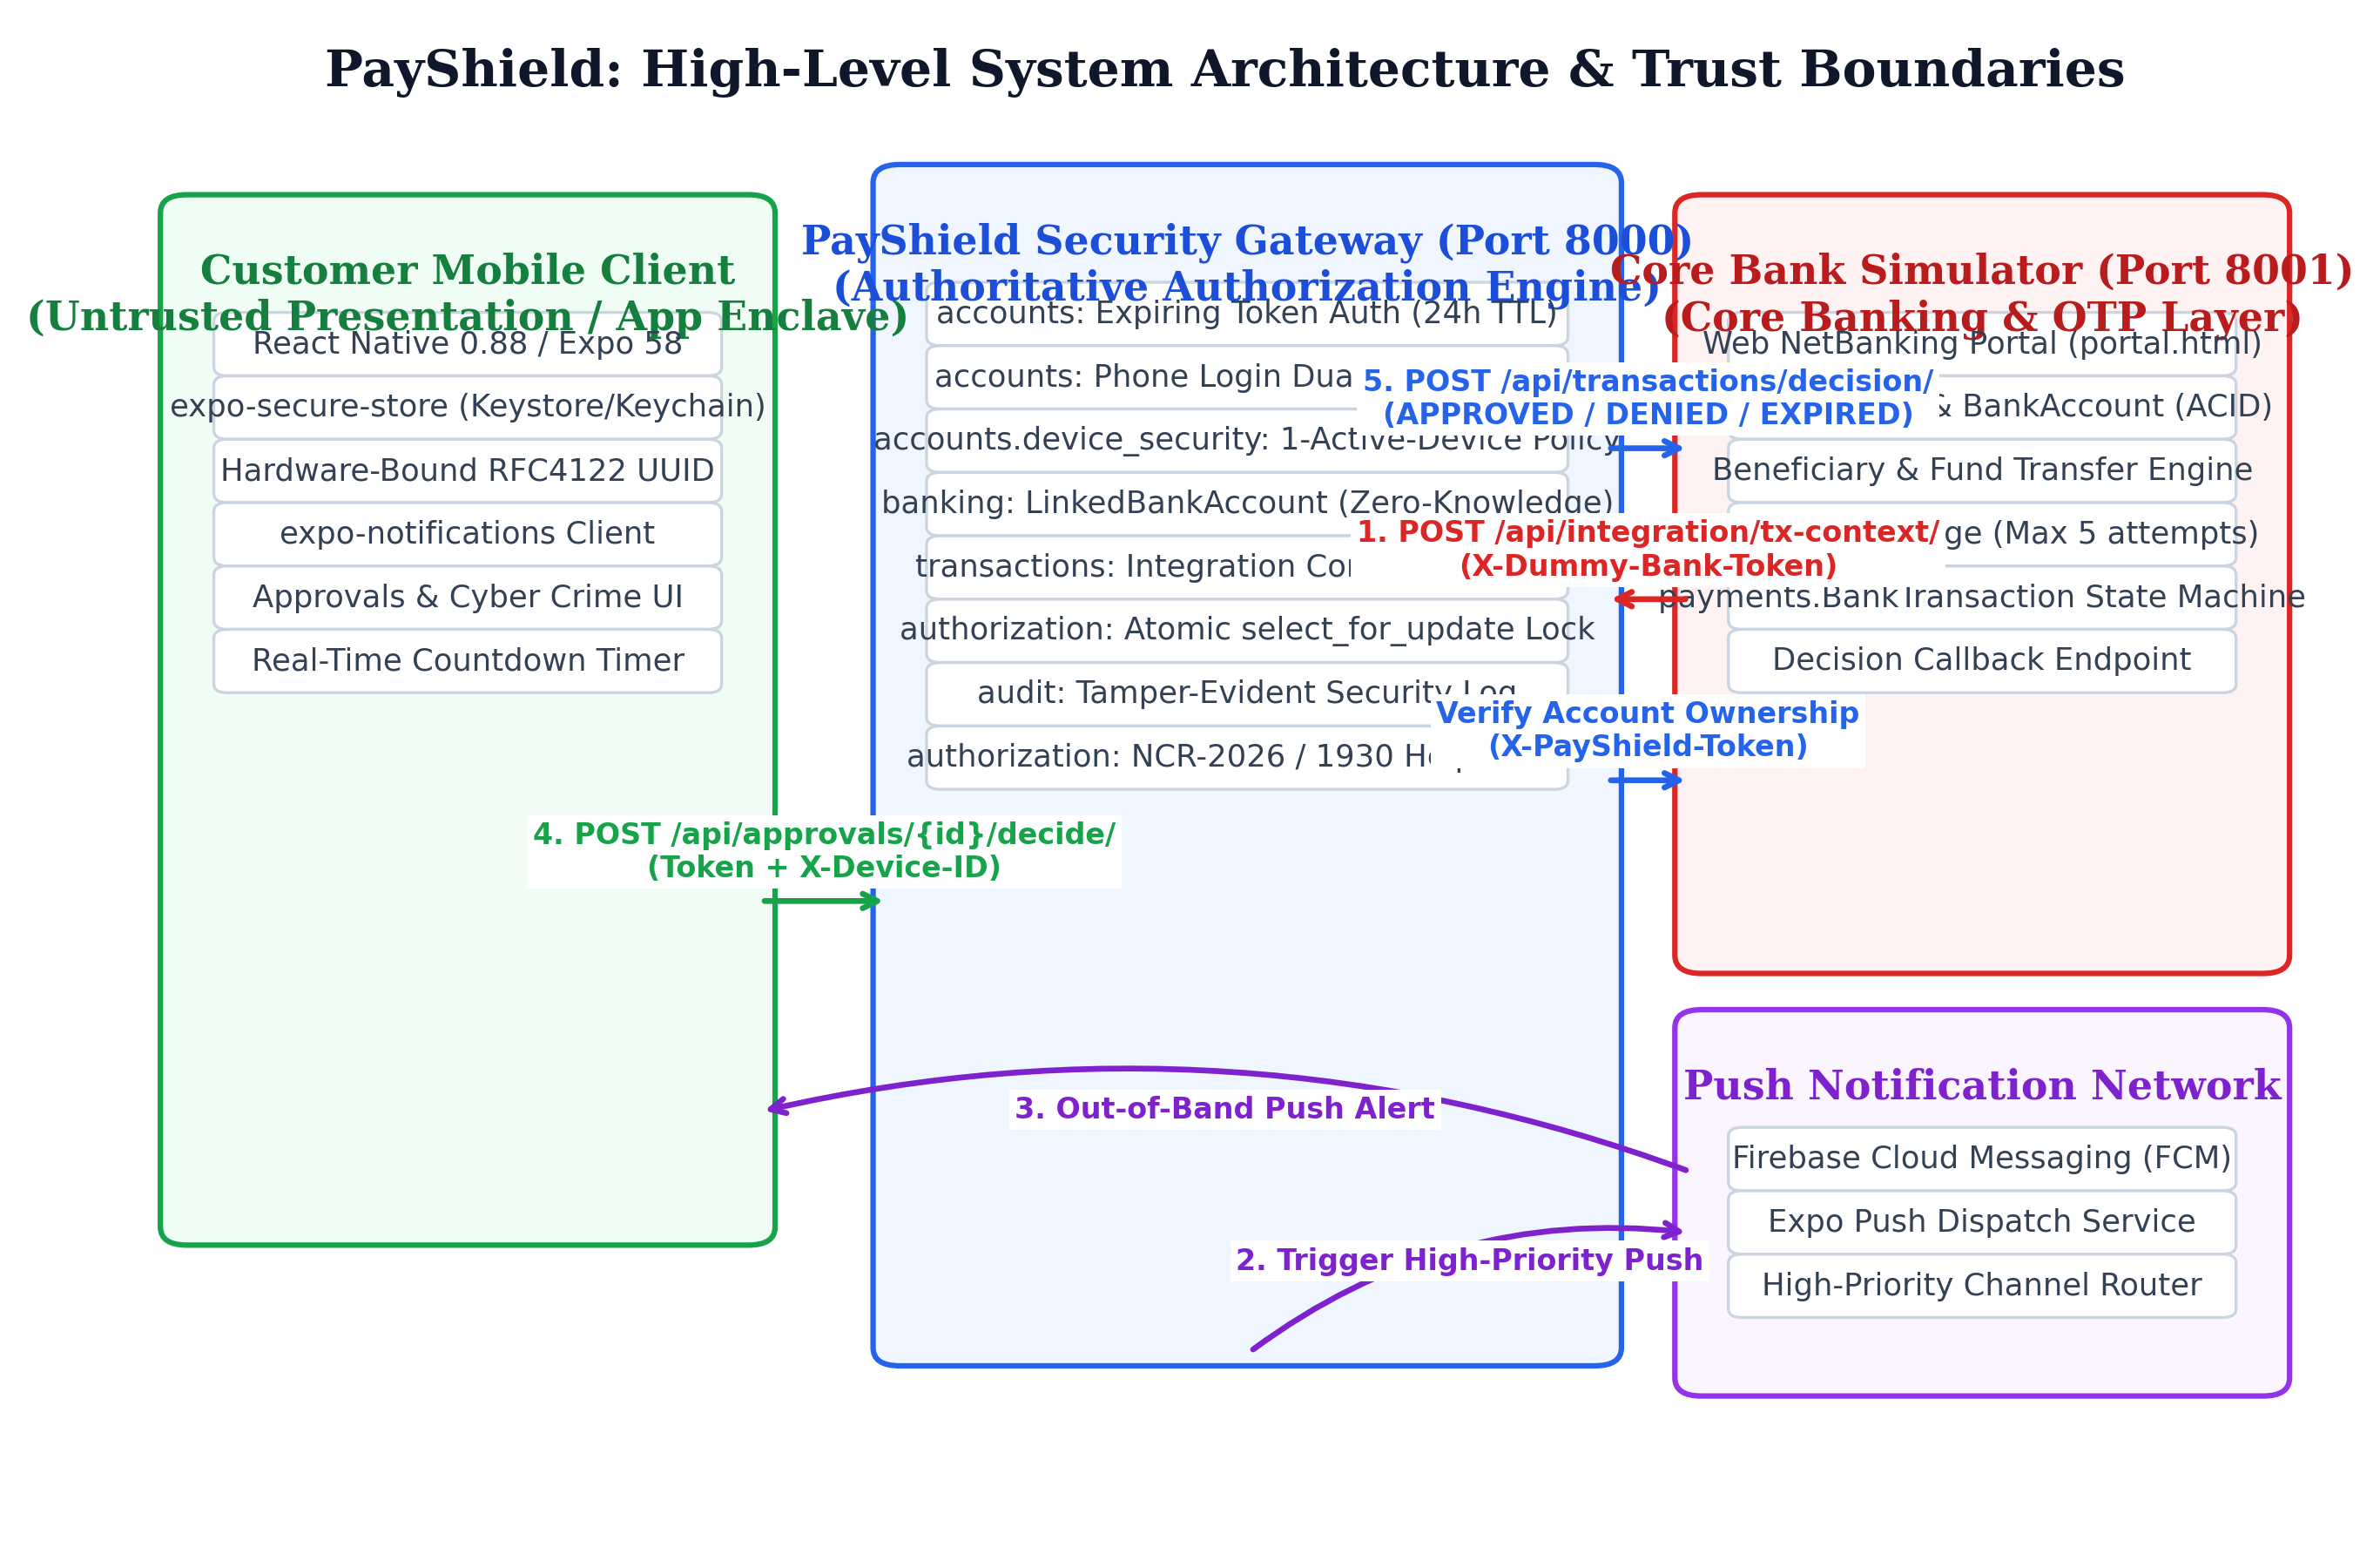 PayShield: High-Level System Architecture & Trust Boundaries
Customer Mobile Client
(Untrusted Presentation / App Enclave)
React Native 0.88 / Expo 58
expo-secure-store (Keystore/Keychain)
Hardware-Bound RFC4122 UUID
expo-notifications Client
Approvals & Cyber Crime UI
Real-Time Countdown Timer
PayShield Security Gateway (Port 8000)
(Authoritative Authorization Engine)
accounts: Expiring Token Auth (24h TTL)
accounts: Phone Login
accounts.device_security: 1-Active-Device Policy
banking: LinkedBankAccount (Zero-Knowledge)
transactions: Integration
authorization: Atomic select_for_update Lock
audit: Tamper-Evident Security Log
authorization: NCR-2026 / 1930
Core Bank Simulator (Port 8001)
(Core Banking & OTP Layer)
Web NetBanking Portal (portal.html)
& BankAccount (ACID)
Beneficiary & Fund Transfer Engine
(Max 5 attempts)
payments.BankTransaction State Machine
Decision Callback Endpoint
5. POST /api/transactions/decision/
(APPROVED / DENIED / EXPIRED)
1. POST /api/integration/tx-context/
(X-Dummy-Bank-Token)
Verify Account Ownership
(X-PayShield-Token)
4. POST /api/approvals/{id}/decide/
(Token + X-Device-ID)
3. Out-of-Band Push Alert
2. Trigger High-Priority Push
Push Notification Network
Firebase Cloud Messaging (FCM)
Expo Push Dispatch Service
High-Priority Channel Router